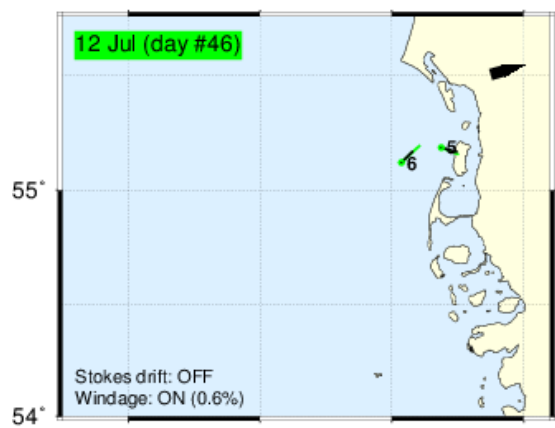 12 Jul (day #46)
5
6
55°
Stokes drift: OFF
Windage: ON (0.6%)
54°